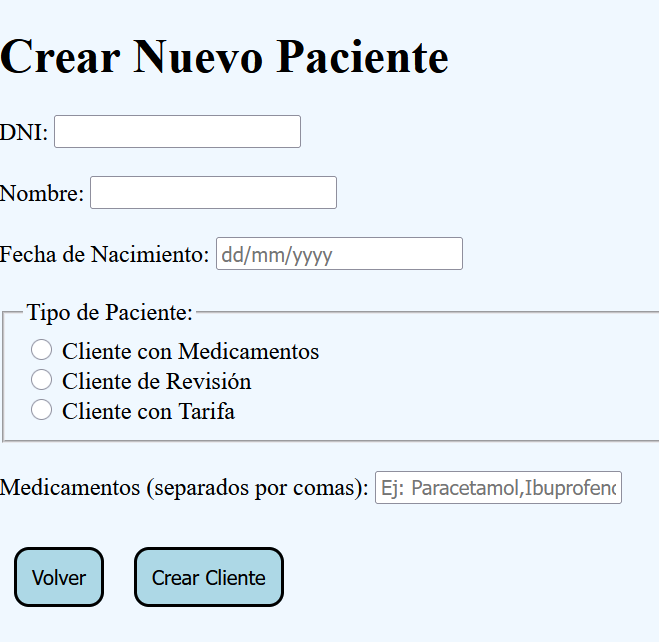 Crear Nuevo Paciente
DNI:
Nombre:
Fecha de Nacimiento: dd/mm/yyyy
Tipo de Paciente:
Cliente con Medicamentos
Cliente de Revisión
Cliente con Tarifa
Medicamentos (separados por comas): Ej: Paracetamol,Ibuprofeno
Volver Crear Cliente